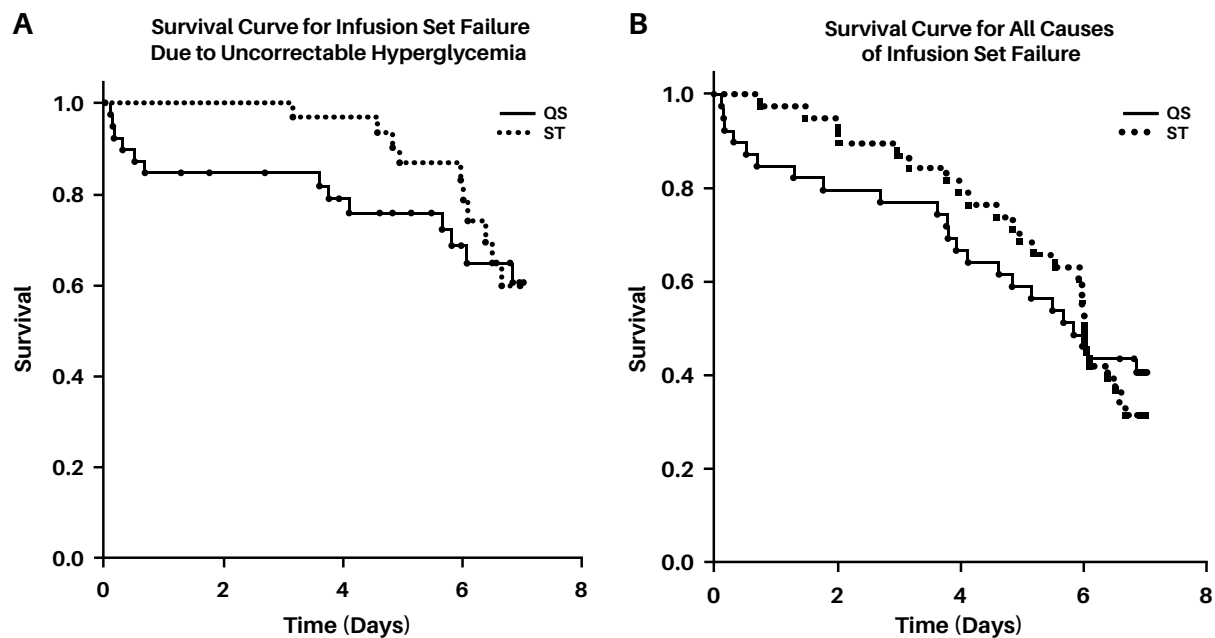 A
Survival Curve for Infusion Set Failure
Due to Uncorrectable Hyperglycemia
1.0
0.8
0.6
0.4
0.2
0.0
Survival
QS
ST
0 2 4 6 8
Time (Days)
B
Survival Curve for All Causes
of Infusion Set Failure
1.0
0.8
0.6
0.4
0.2
0.0
Survival
QS
ST
0 2 4 6 8
Time (Days)